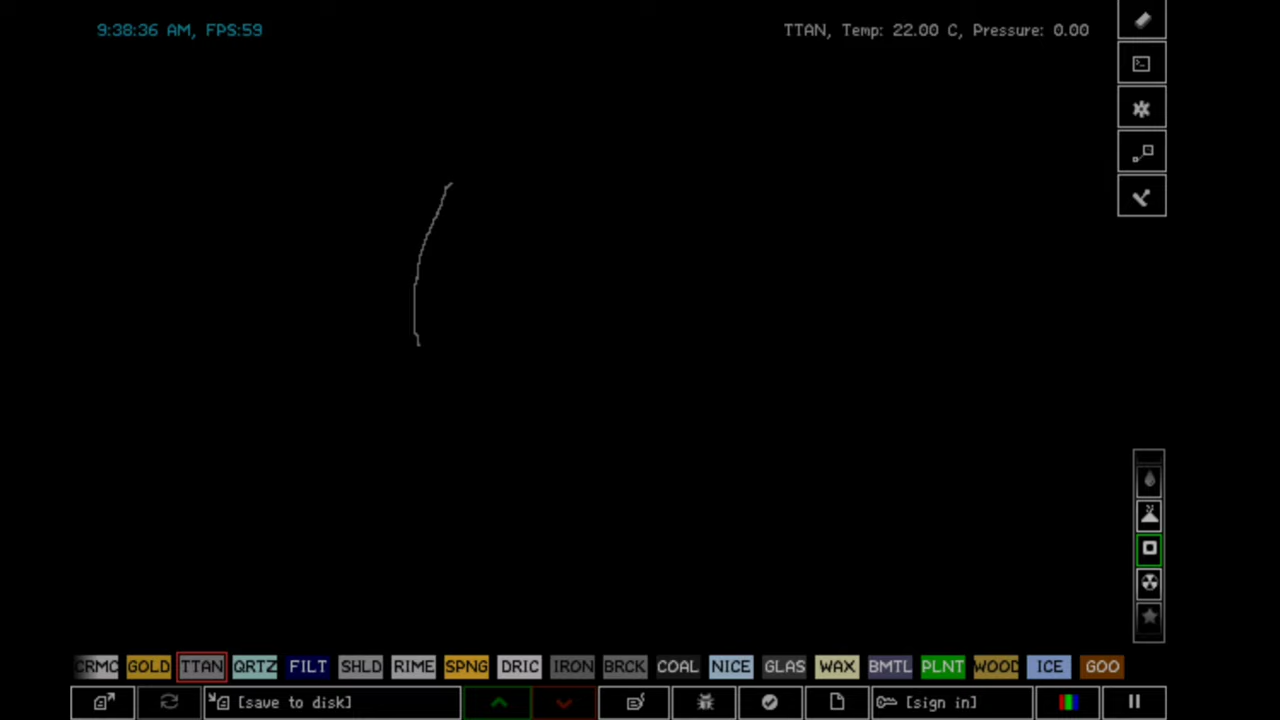 9:38:36 AM, FPS:59
TTAN, Temp: 22.00 C, Pressure: 0.00
CRMC GOLD TTAN QRTZ FILT SHLD RIME SPNG DRIC IRON BRCK COAL NICE GLAS WAX BMTL PLNT WOOD ICE GOO
[save to disk] [sign in]